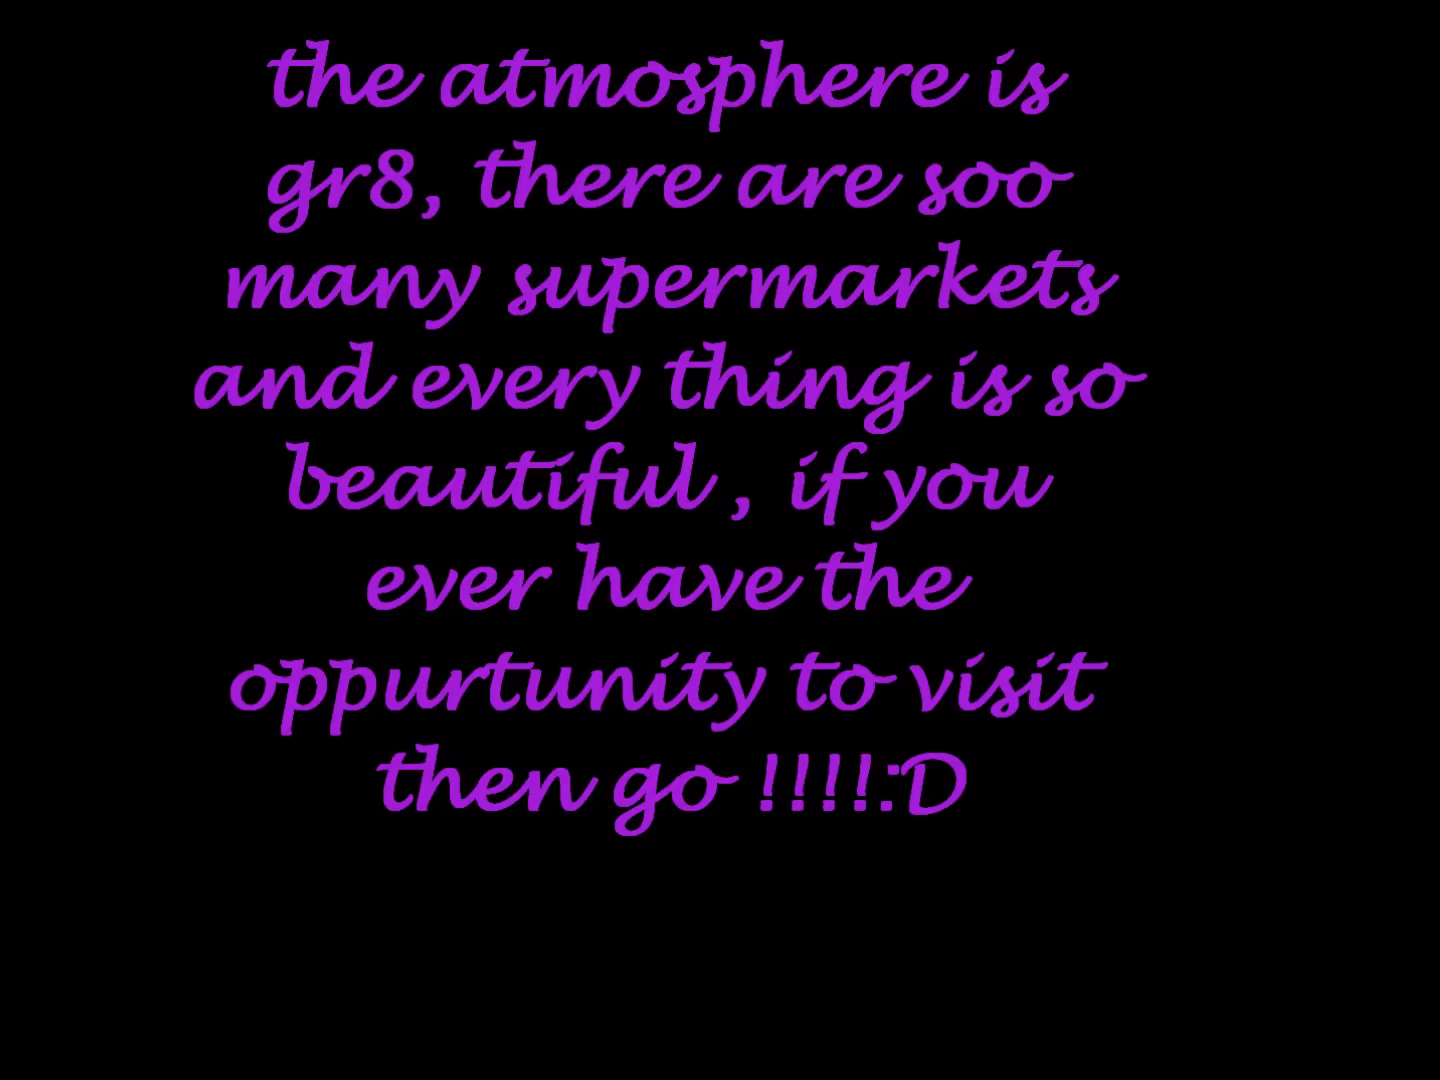 the atmosphere is
gr8, there are soo
many supermarkets
and every thing is so
beautiful , if you
ever have the
oppurtunity to visit
then go !!!!:D